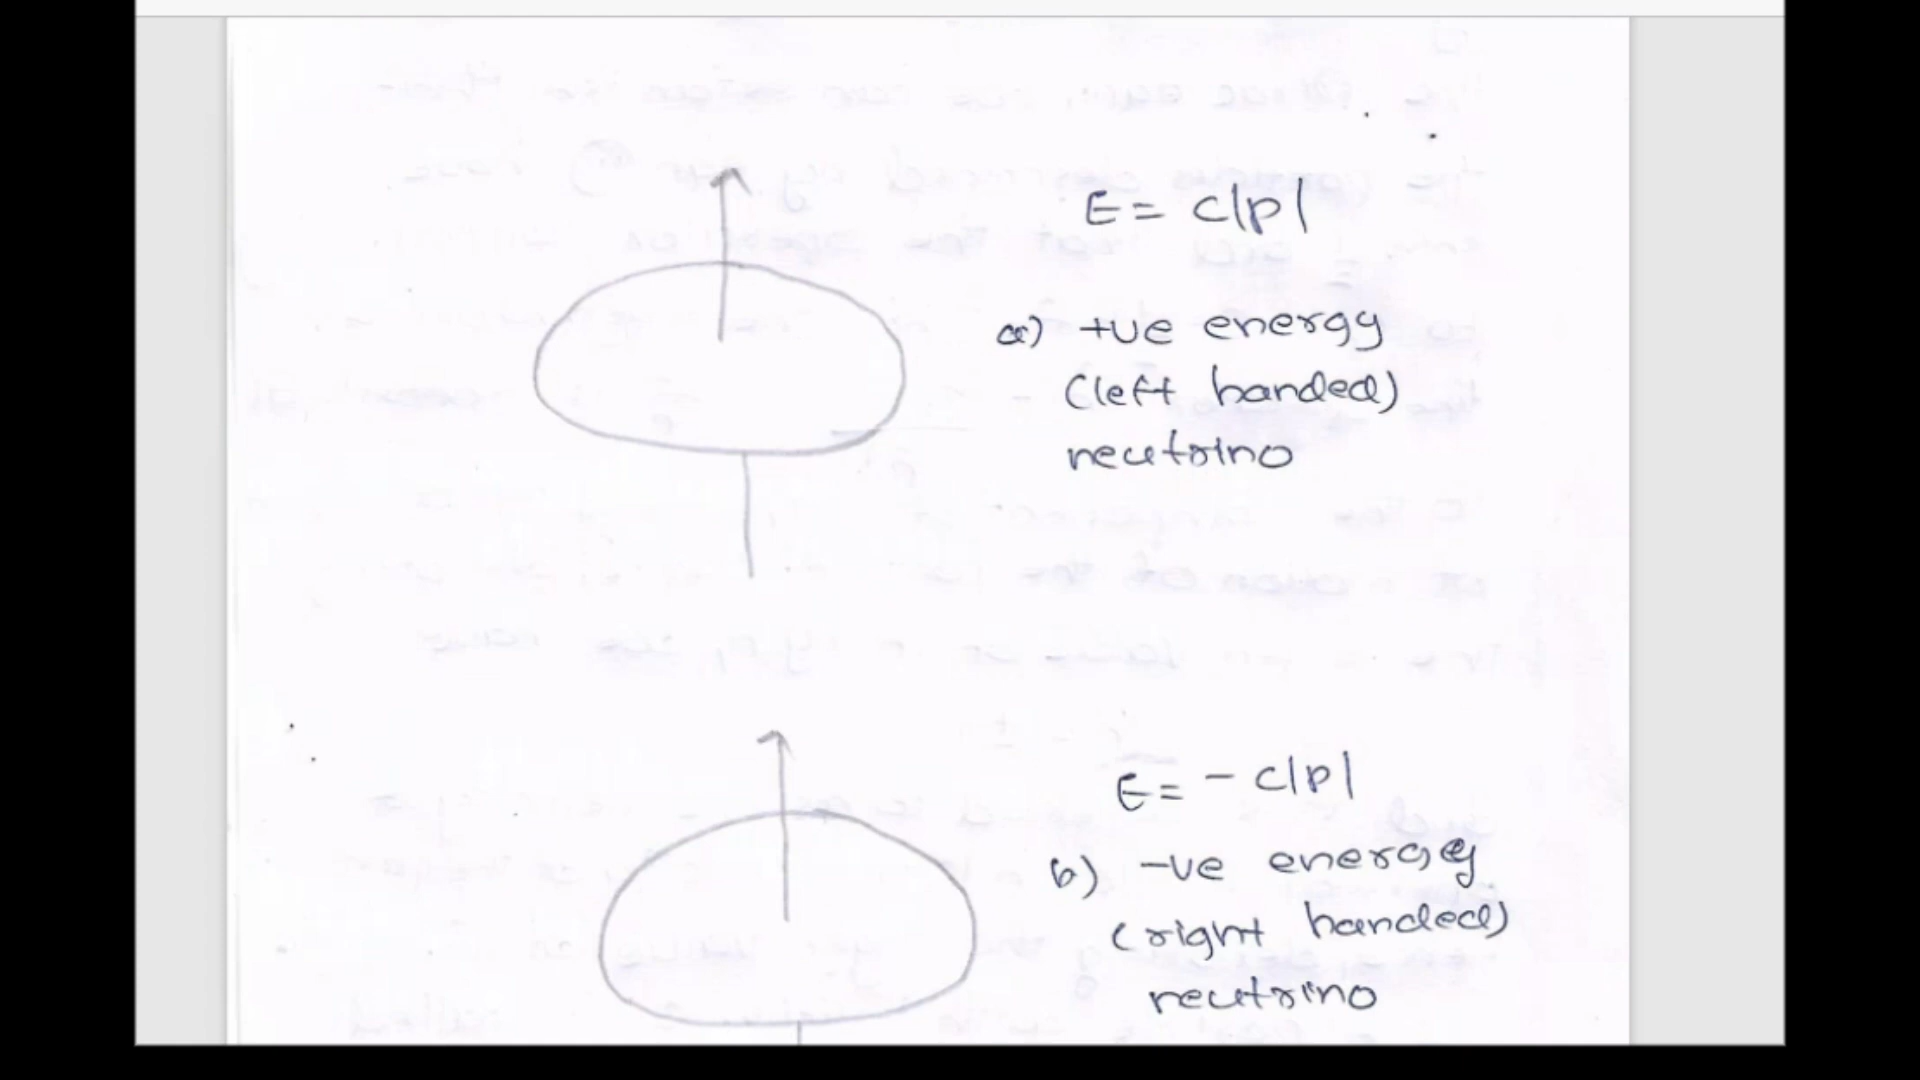 E = c|p|
a) +ve energy
(left handed)
neutrino
E = - c|p|
b) -ve energy
(right handed)
neutrino